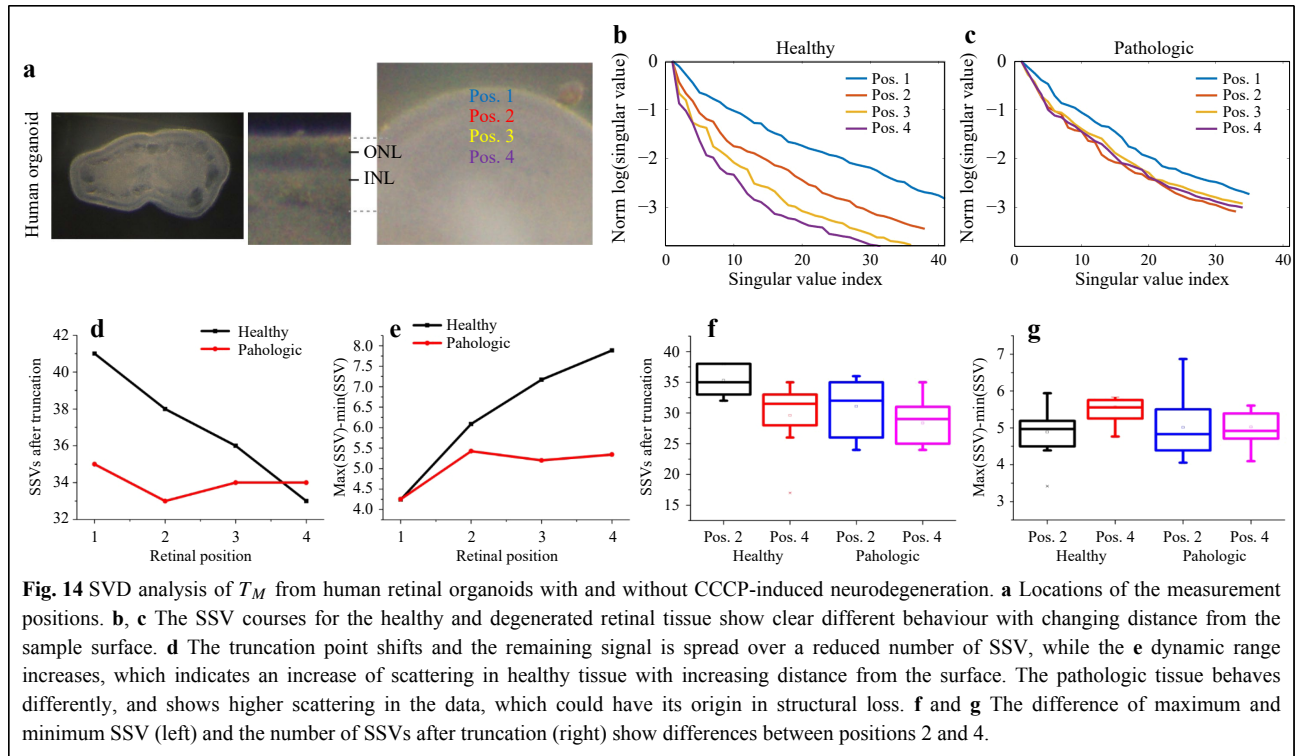 a
Human organoid
ONL
INL
Pos. 1
Pos. 2
Pos. 3
Pos. 4
b
Healthy
Norm log(singular value)
0
−1
−2
−3
0 10 20 30 40
Singular value index
Pos. 1
Pos. 2
Pos. 3
Pos. 4
c
Pathologic
Norm log(singular value)
0
−1
−2
−3
0 10 20 30 40
Singular value index
Pos. 1
Pos. 2
Pos. 3
Pos. 4
d
Healthy
Pahologic
SSVs after truncation
42
40
38
36
34
32
1 2 3 4
Retinal position
e
Healthy
Pahologic
Max(SSV)-min(SSV)
8.0
7.5
7.0
6.5
6.0
5.5
5.0
4.5
4.0
1 2 3 4
Retinal position
f
SSVs after truncation
40
35
30
25
20
15
Pos. 2 Pos. 4 Pos. 2 Pos. 4
Healthy Pahologic
g
Max(SSV)-min(SSV)
7
6
5
4
3
Pos. 2 Pos. 4 Pos. 2 Pos. 4
Healthy Pahologic
Fig. 14 SVD analysis of T_M from human retinal organoids with and without CCCP-induced neurodegeneration. a Locations of the measurement
positions. b, c The SSV courses for the healthy and degenerated retinal tissue show clear different behaviour with changing distance from the
sample surface. d The truncation point shifts and the remaining signal is spread over a reduced number of SSV, while the e dynamic range
increases, which indicates an increase of scattering in healthy tissue with increasing distance from the surface. The pathologic tissue behaves
differently, and shows higher scattering in the data, which could have its origin in structural loss. f and g The difference of maximum and
minimum SSV (left) and the number of SSVs after truncation (right) show differences between positions 2 and 4.